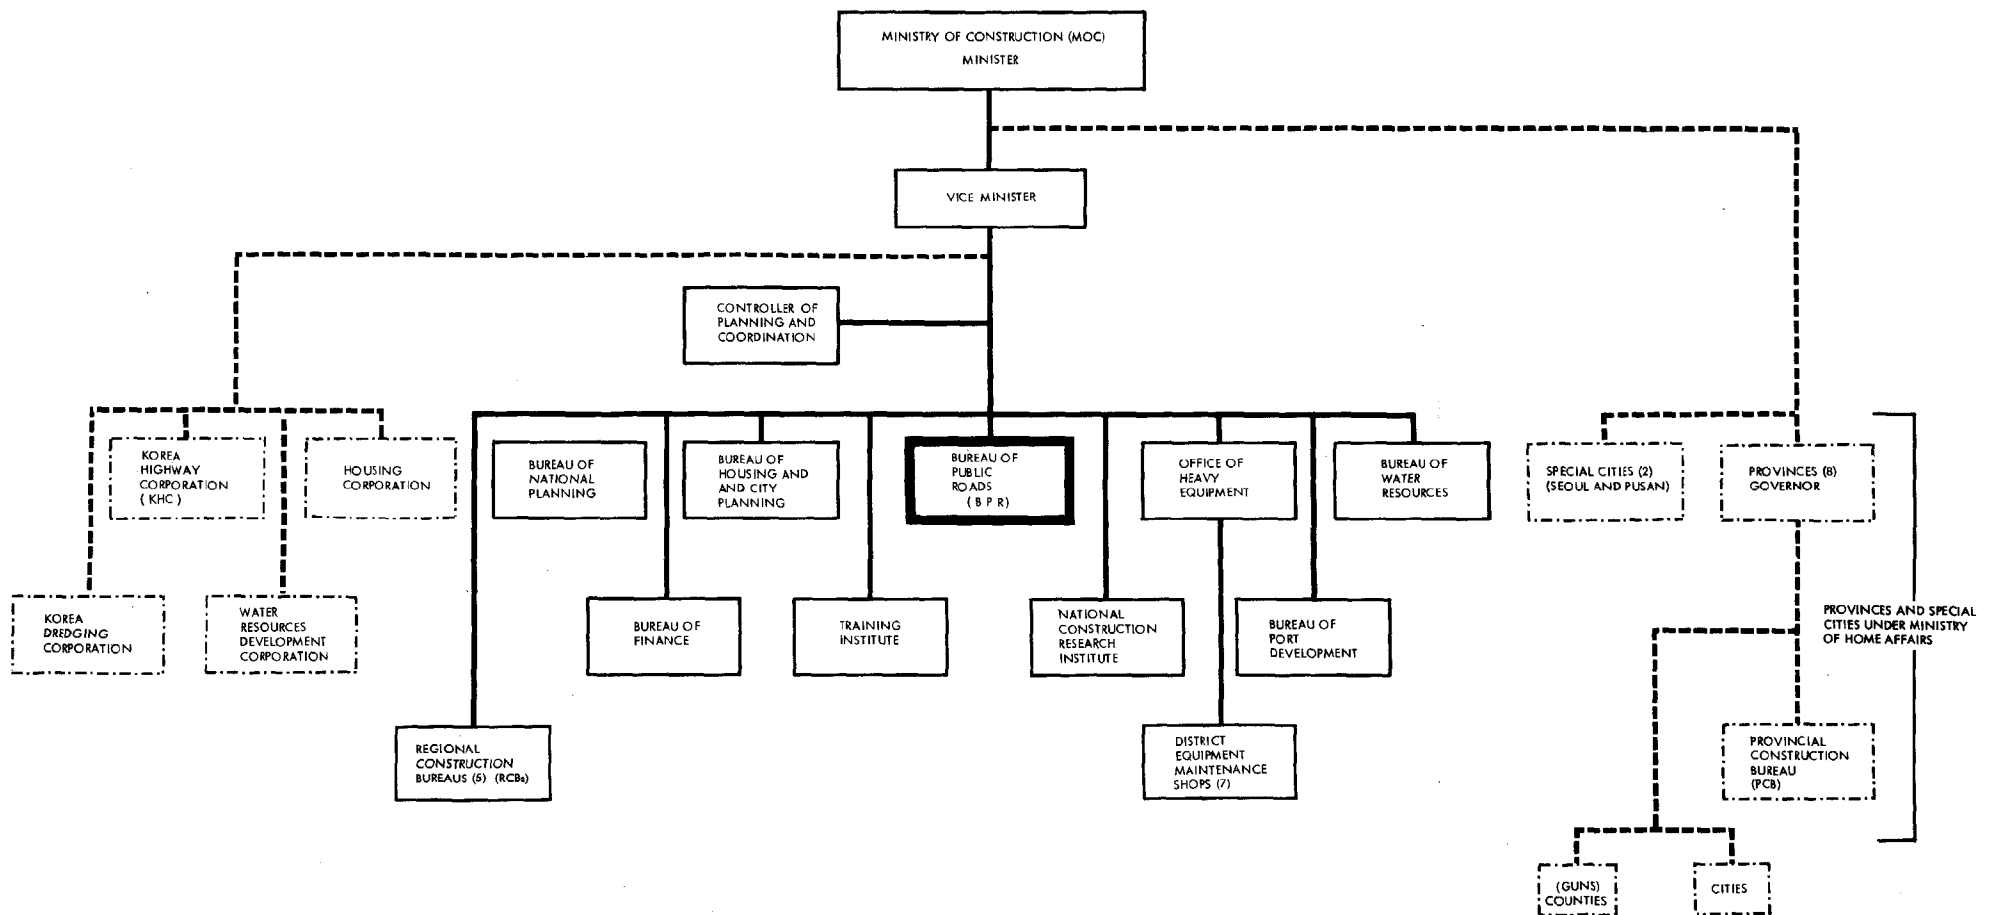 MINISTRY OF CONSTRUCTION (MOC)
MINISTER
VICE MINISTER
CONTROLLER OF
PLANNING AND
COORDINATION
KOREA
HIGHWAY
CORPORATION
( KHC )
HOUSING
CORPORATION
BUREAU OF
NATIONAL
PLANNING
BUREAU OF
HOUSING AND
AND CITY
PLANNING
BUREAU OF
PUBLIC
ROADS
( B P R)
OFFICE OF
HEAVY
EQUIPMENT
BUREAU OF
WATER
RESOURCES
SPECIAL CITIES (2)
(SEOUL AND PUSAN)
PROVINCES (8)
GOVERNOR
KOREA
DREDGING
CORPORATION
WATER
RESOURCES
DEVELOPMENT
CORPORATION
BUREAU OF
FINANCE
TRAINING
INSTITUTE
NATIONAL
CONSTRUCTION
RESEARCH
INSTITUTE
BUREAU OF
PORT
DEVELOPMENT
PROVINCES AND SPECIAL
CITIES UNDER MINISTRY
OF HOME AFFAIRS
REGIONAL
CONSTRUCTION
BUREAUS (5) (RCBs)
DISTRICT
EQUIPMENT
MAINTENANCE
SHOPS (7)
PROVINCIAL
CONSTRUCTION
BUREAU
(PCB)
(GUNS)
COUNTIES
CITIES